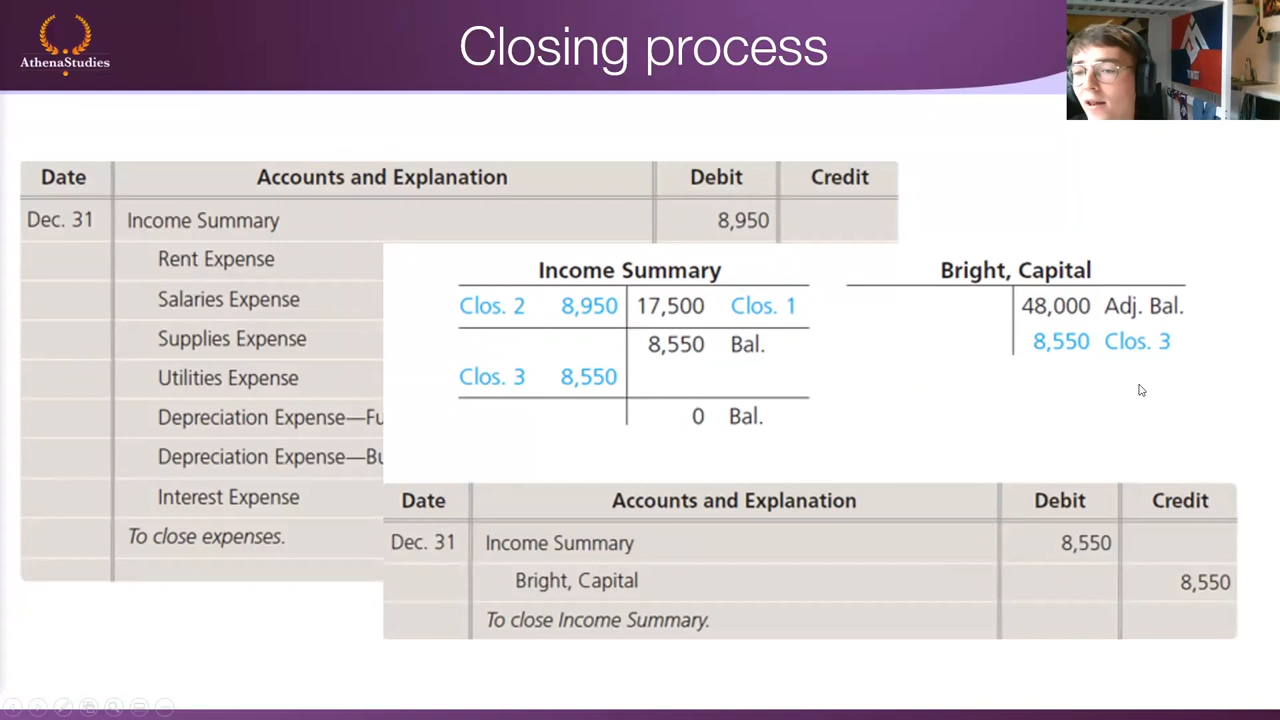 AthenaStudies
Closing process
Date Accounts and Explanation Debit Credit
Dec. 31 Income Summary 8,950
Rent Expense
Salaries Expense
Supplies Expense
Utilities Expense
Depreciation Expense—Fu
Depreciation Expense—Bu
Interest Expense
To close expenses.
Income Summary
Clos. 2 8,950 17,500 Clos. 1
8,550 Bal.
Clos. 3 8,550
0 Bal.
Bright, Capital
48,000 Adj. Bal.
8,550 Clos. 3
Date Accounts and Explanation Debit Credit
Dec. 31 Income Summary 8,550
Bright, Capital 8,550
To close Income Summary.